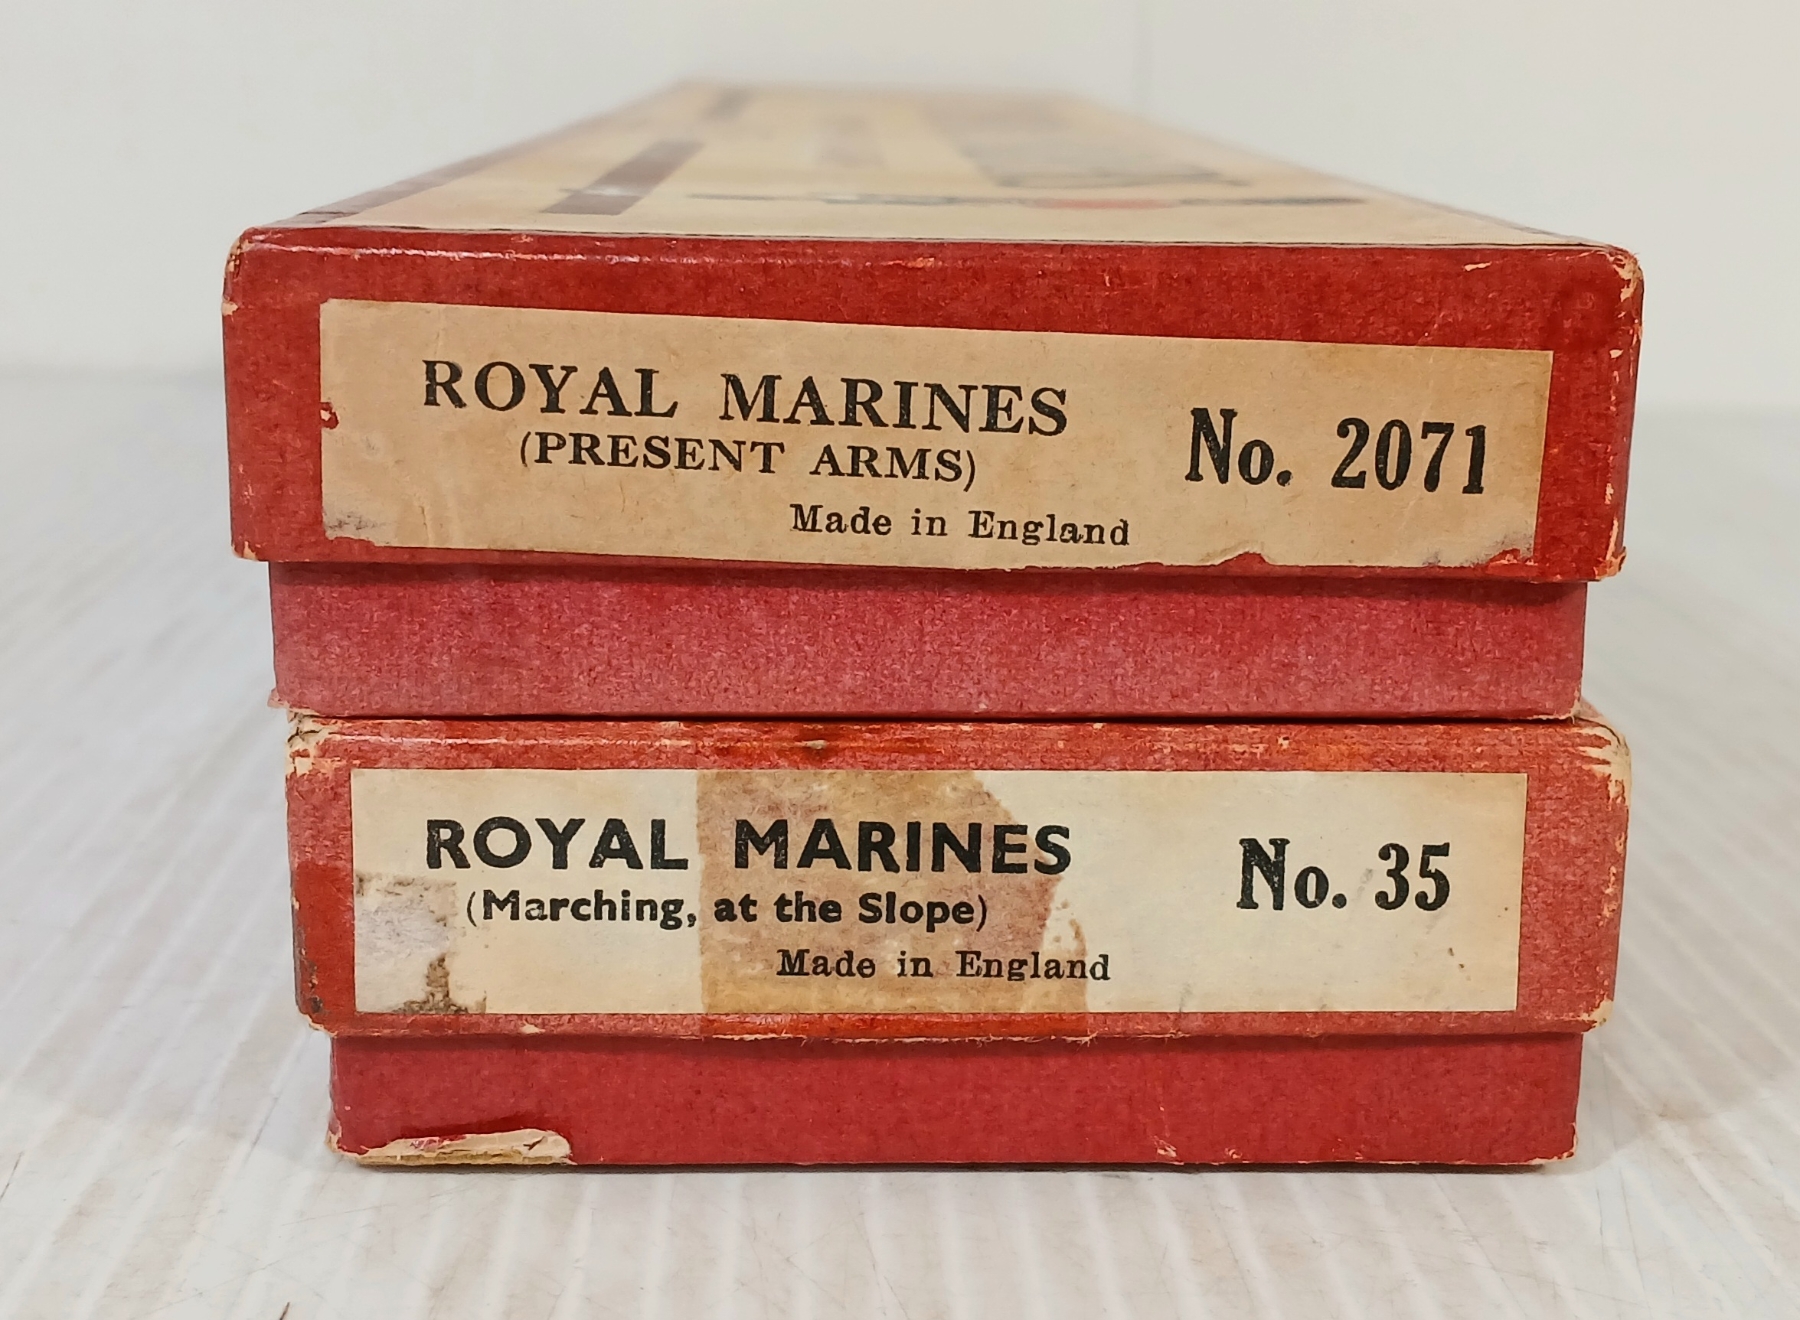 ROYAL MARINES
(PRESENT ARMS)
No. 2071
Made in England
ROYAL MARINES
(Marching, at the Slope)
No. 35
Made in England